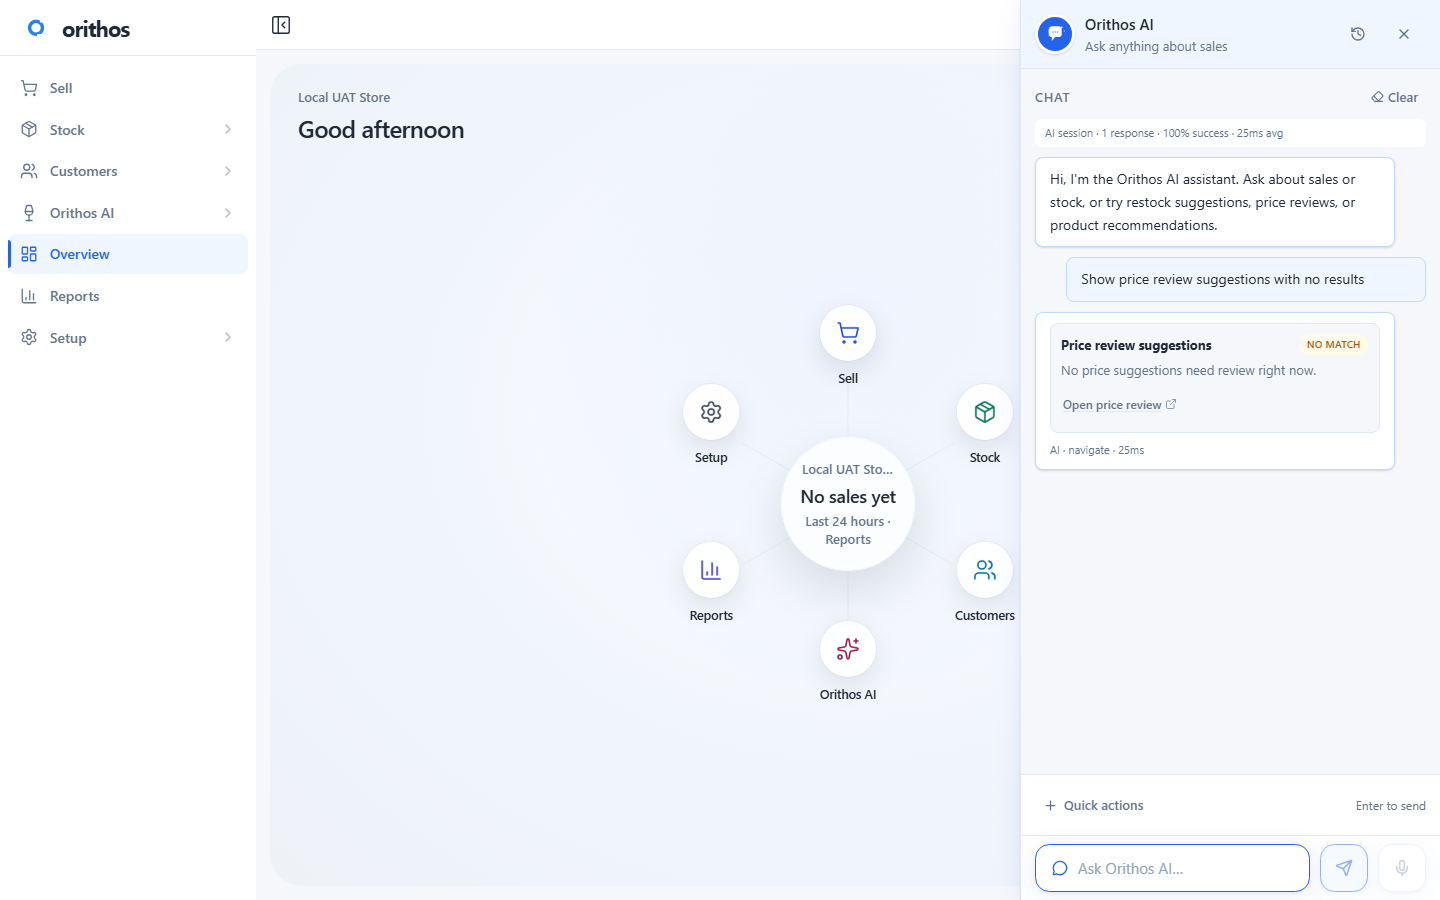 orithos
Sell
Stock
Customers
Orithos AI
Overview
Reports
Setup
Local UAT Store
Good afternoon
Sell
Setup
Stock
Local UAT Sto...
No sales yet
Last 24 hours ·
Reports
Reports
Customers
Orithos AI
Orithos AI
Ask anything about sales
CHAT
Clear
AI session · 1 response · 100% success · 25ms avg
Hi, I'm the Orithos AI assistant. Ask about sales or
stock, or try restock suggestions, price reviews, or
product recommendations.
Show price review suggestions with no results
Price review suggestions
NO MATCH
No price suggestions need review right now.
Open price review
AI · navigate · 25ms
Quick actions
Enter to send
Ask Orithos AI...